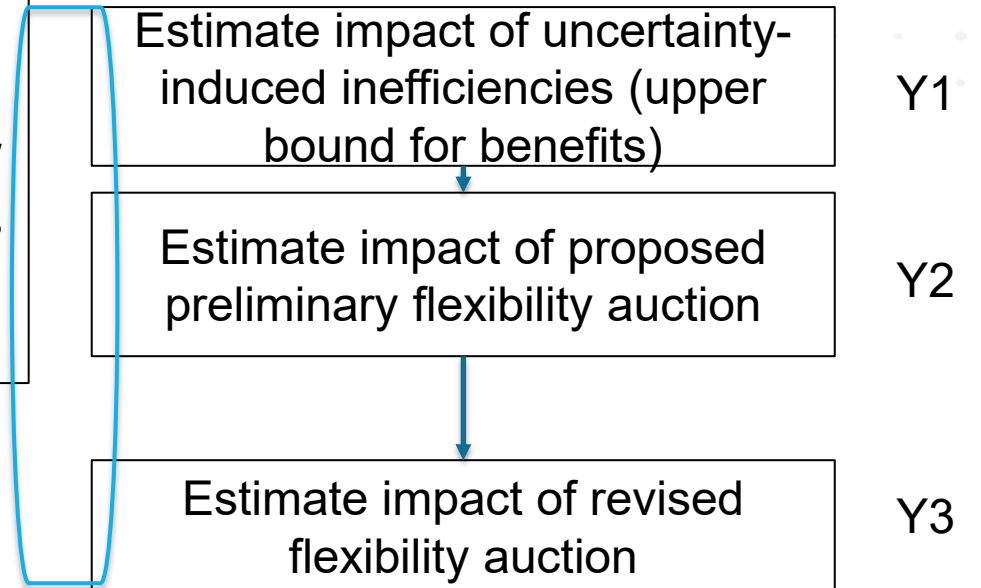 Estimate impact of uncertainty-
induced inefficiencies (upper
bound for benefits)
Y1
Estimate impact of proposed
preliminary flexibility auction
Y2
Estimate impact of revised
flexibility auction
Y3